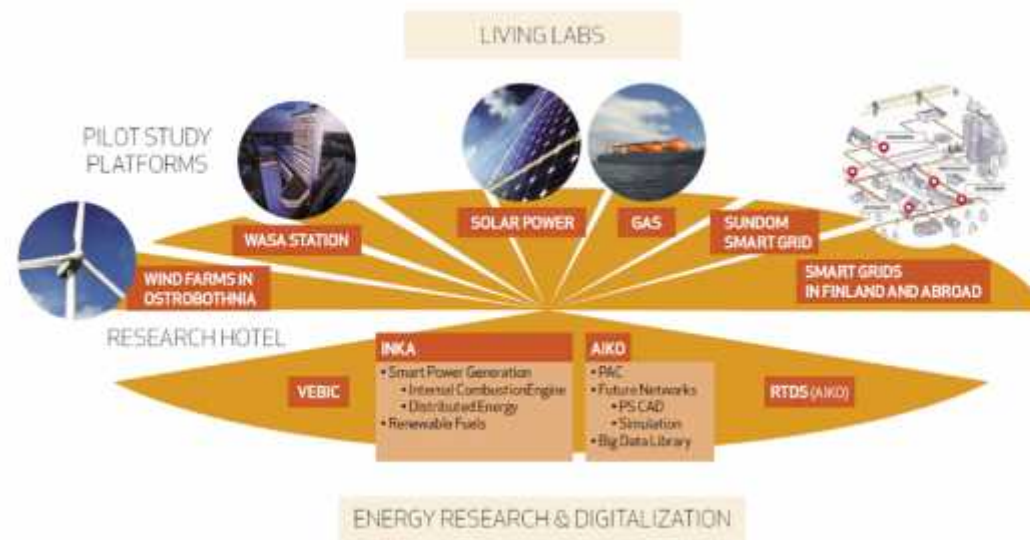 LIVING LABS
PILOT STUDY
PLATFORMS
WASA STATION
SOLAR POWER
GAS
SUNDOM
SMART GRID
WIND FARMS IN
OSTROBOTHNIA
SMART GRIDS
IN FINLAND AND ABROAD
RESEARCH HOTEL
VEBIC
INKA
• Smart Power Generation
• Internal CombustionEngine
• Distributed Energy
• Renewable Fuels
AIKO
• PAC
• Future Networks
• PS CAD
• Simulation
• Big Data Library
RTDS (AIKO)
ENERGY RESEARCH & DIGITALIZATION